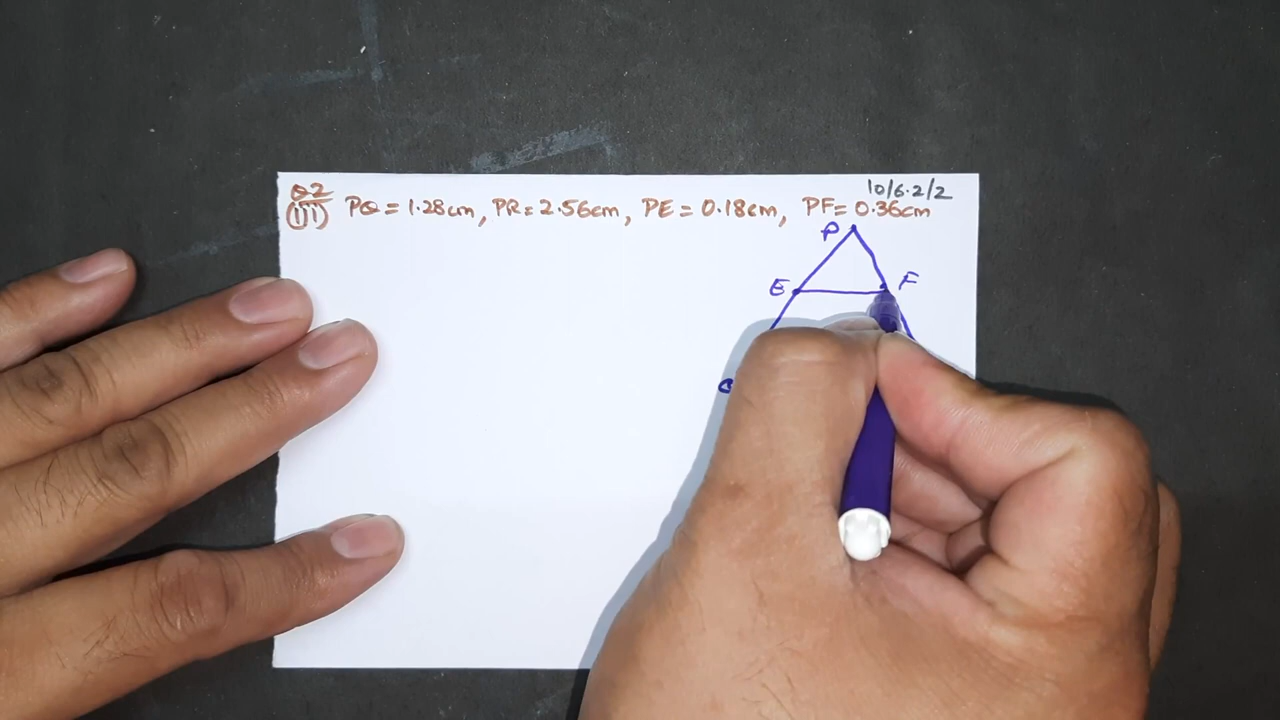 10/6.2/2
Q2
(iii) PQ = 1.28cm, PR = 2.56cm, PE = 0.18cm, PF = 0.36cm
P
E F
Q